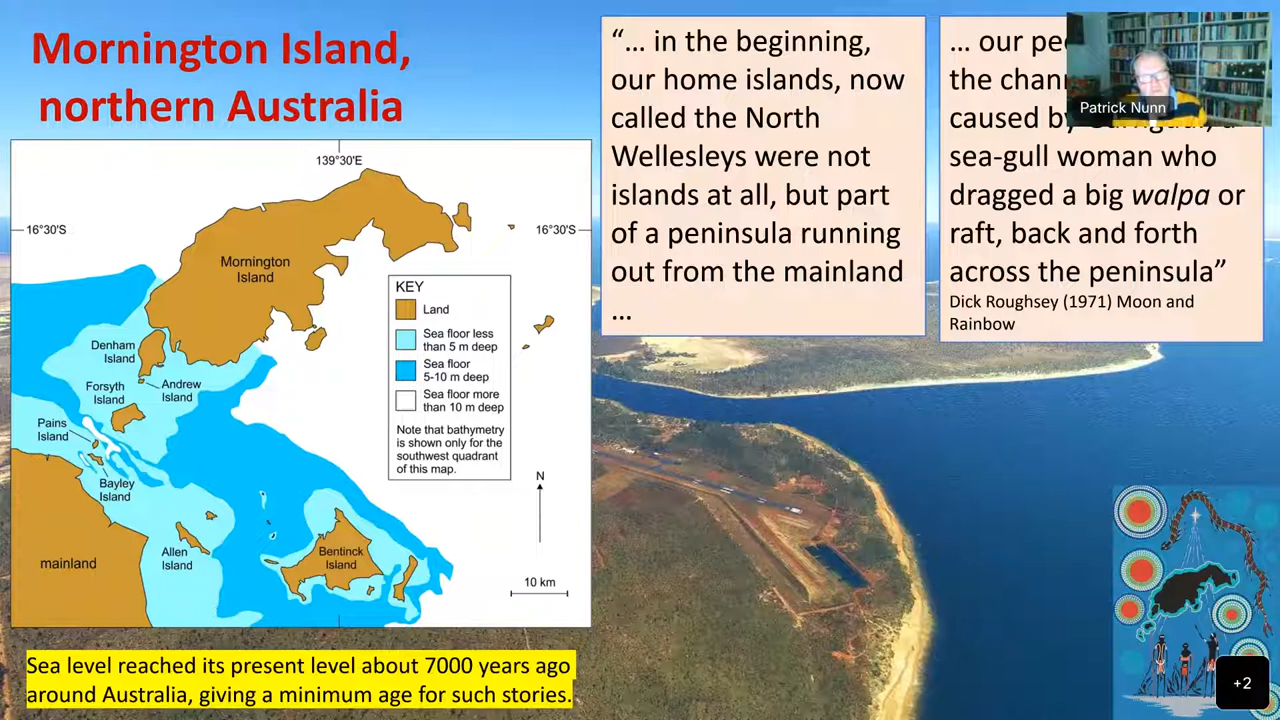 Mornington Island,
northern Australia
139°30'E
16°30'S
16°30'S
Mornington
Island
KEY
Land
Sea floor less
than 5 m deep
Sea floor
5-10 m deep
Sea floor more
than 10 m deep
Note that bathymetry
is shown only for the
southwest quadrant
of this map.
Denham
Island
Forsyth
Island
Andrew
Island
Pains
Island
Bayley
Island
Allen
Island
Bentinck
Island
mainland
N
10 km
Sea level reached its present level about 7000 years ago
around Australia, giving a minimum age for such stories.
“… in the beginning,
our home islands, now
called the North
Wellesleys were not
islands at all, but part
of a peninsula running
out from the mainland
…
… our
the
caused
sea-gull woman who
dragged a big walpa or
raft, back and forth
across the peninsula”
Dick Roughsey (1971) Moon and
Rainbow
Patrick Nunn
+2